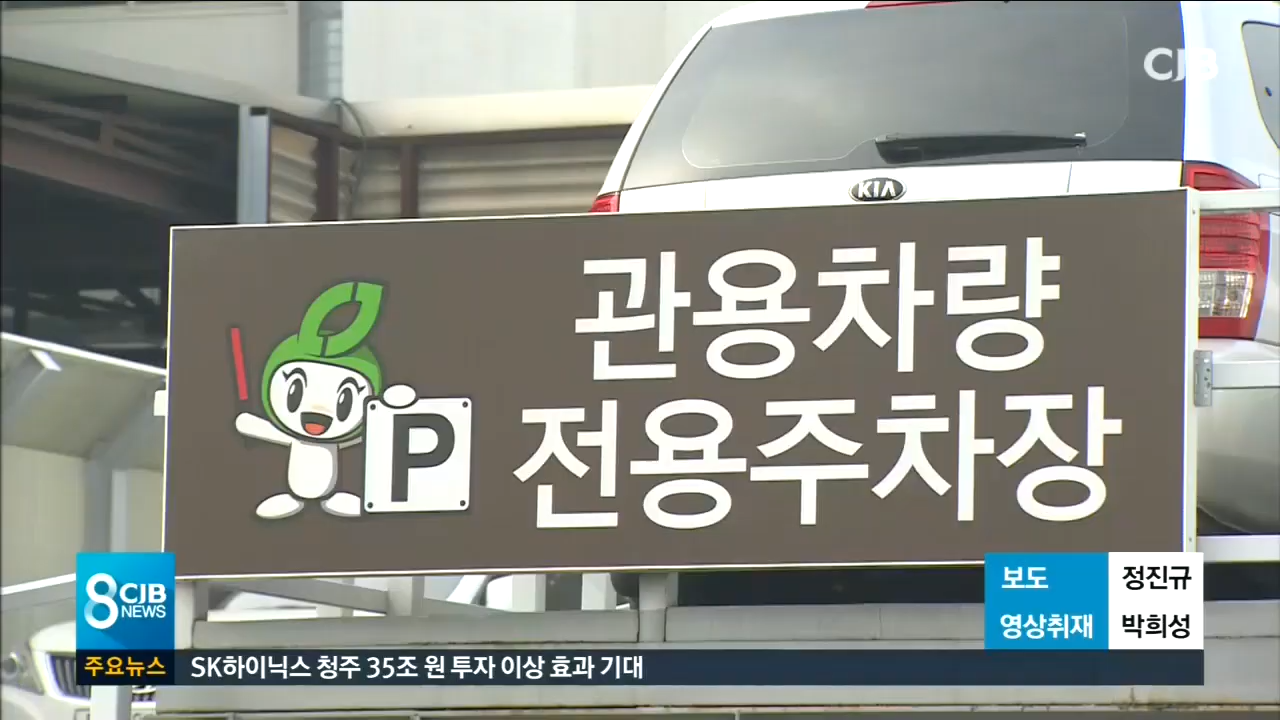 CJB
KIA
관용차량
전용주차장
P
8 CJB NEWS
보도 정진규
영상취재 박희성
주요뉴스 SK하이닉스 청주 35조 원 투자 이상 효과 기대